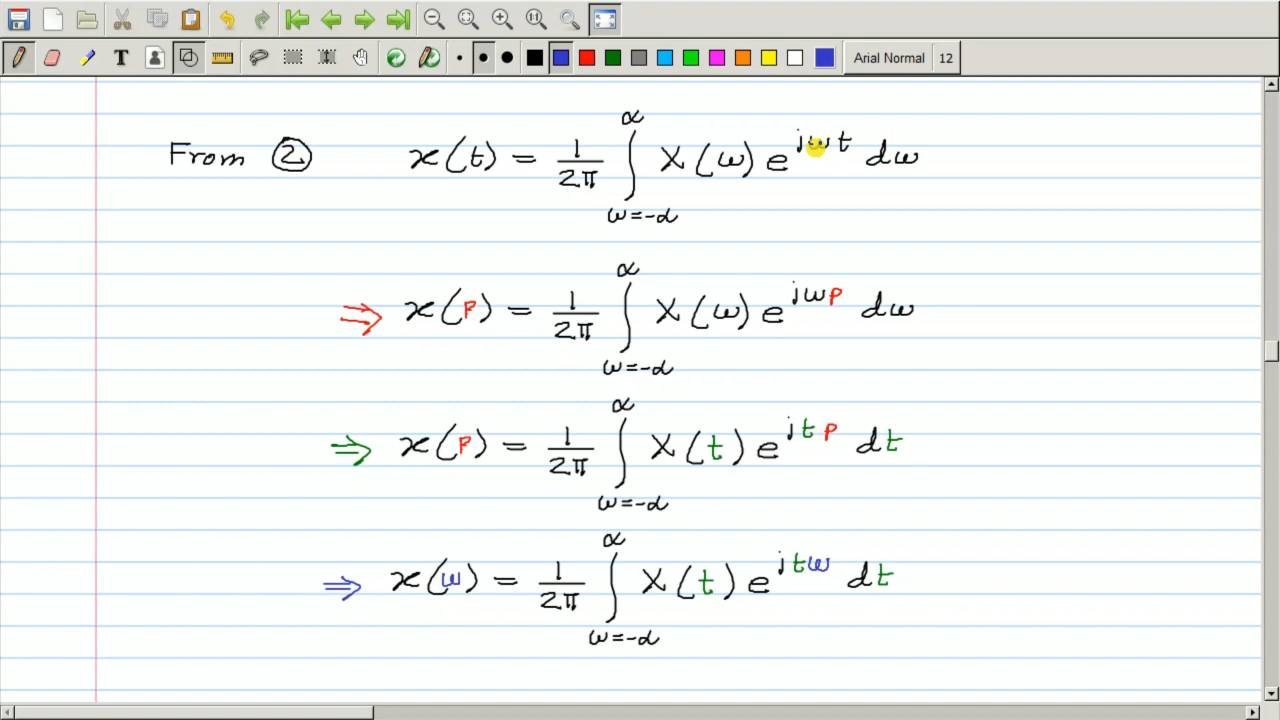 T Arial Normal 12
From ② x(t) = 1/2π ∫_{ω=-α}^{α} X(ω) e^{jωt} dω
⇒ x(p) = 1/2π ∫_{ω=-α}^{α} X(ω) e^{jωp} dω
⇒ x(p) = 1/2π ∫_{ω=-α}^{α} X(t) e^{jtp} dt
⇒ x(ω) = 1/2π ∫_{ω=-α}^{α} X(t) e^{jtω} dt